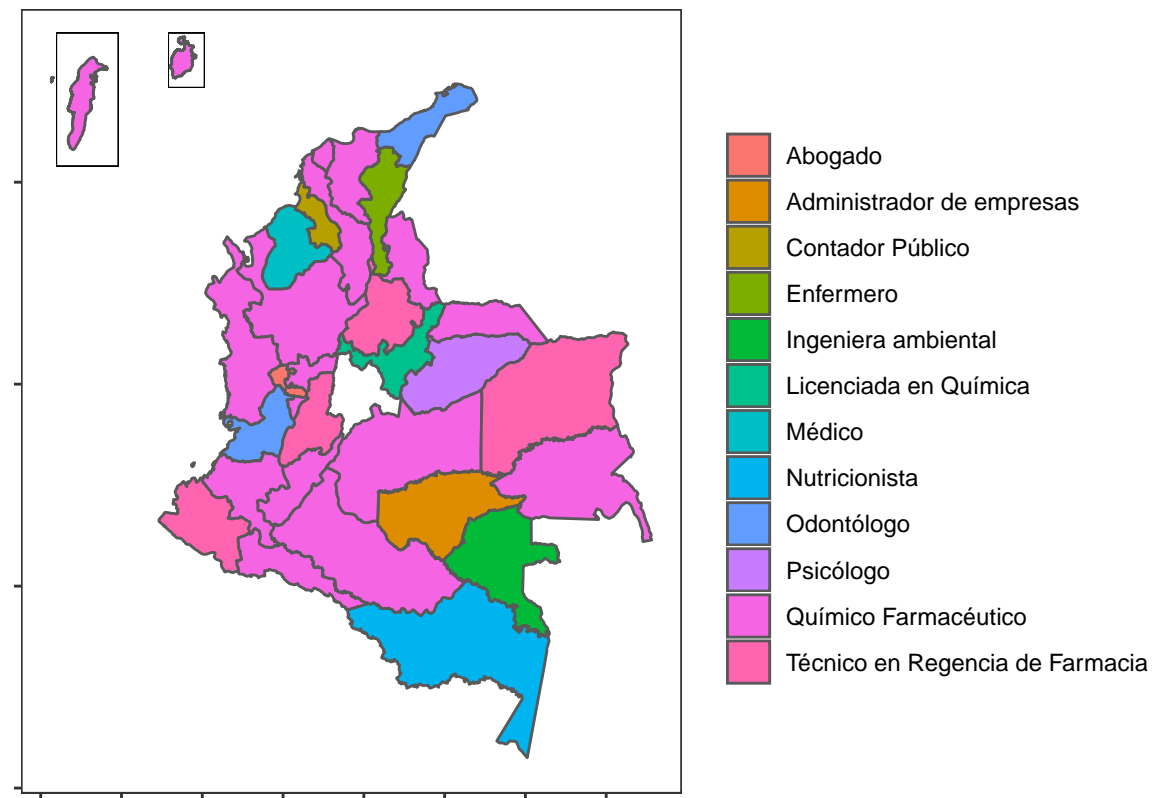 Abogado
Administrador de empresas
Contador Público
Enfermero
Ingeniera ambiental
Licenciada en Química
Médico
Nutricionista
Odontólogo
Psicólogo
Químico Farmacéutico
Técnico en Regencia de Farmacia